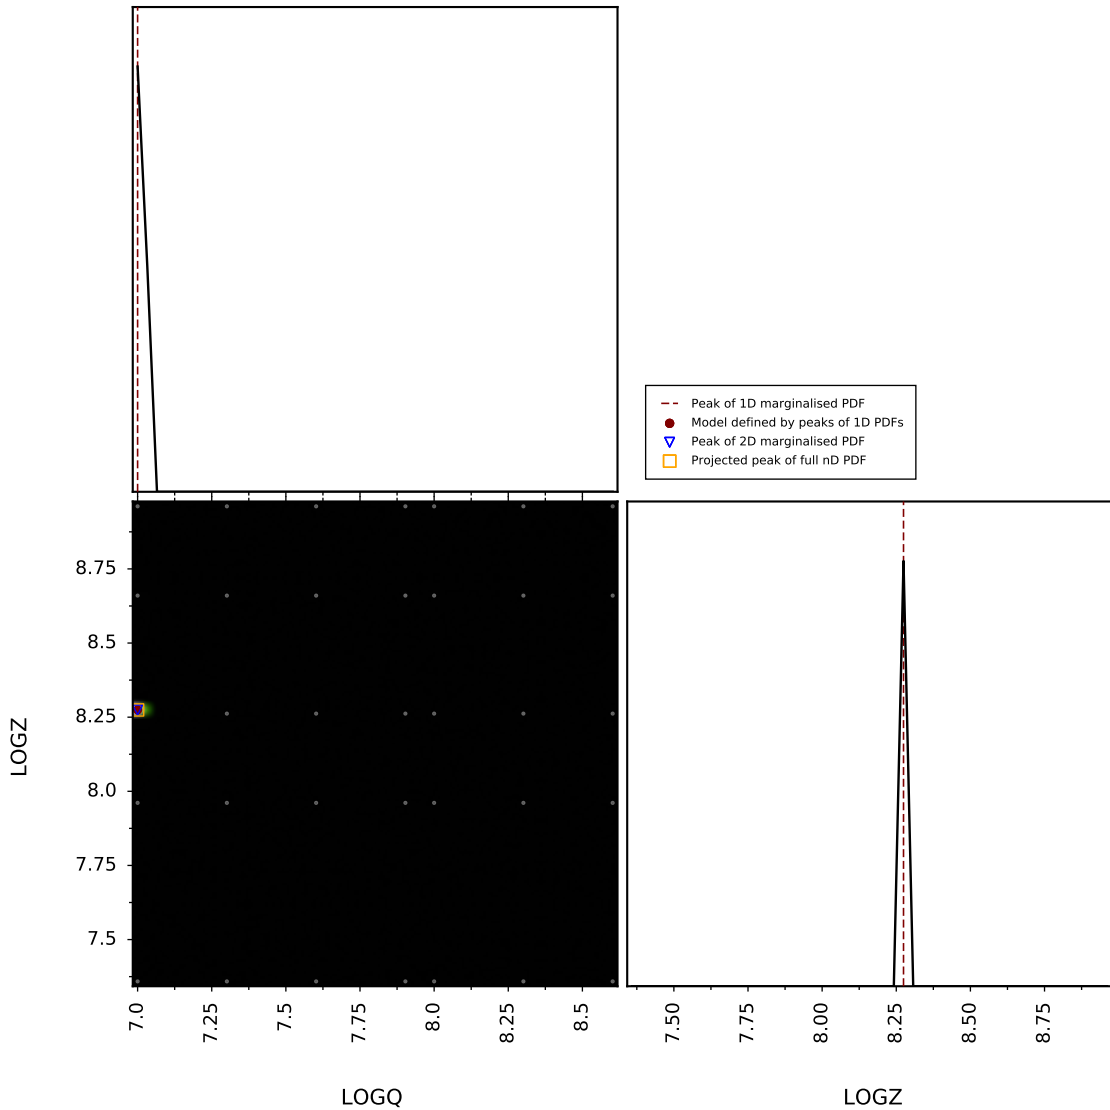 Peak of 1D marginalised PDF
Model defined by peaks of 1D PDFs
Peak of 2D marginalised PDF
Projected peak of full nD PDF
8.75
8.5
8.25
8.0
7.75
7.5
LOGZ
7.0 7.25 7.5 7.75 8.0 8.25 8.5
LOGQ
7.50 7.75 8.00 8.25 8.50 8.75
LOGZ